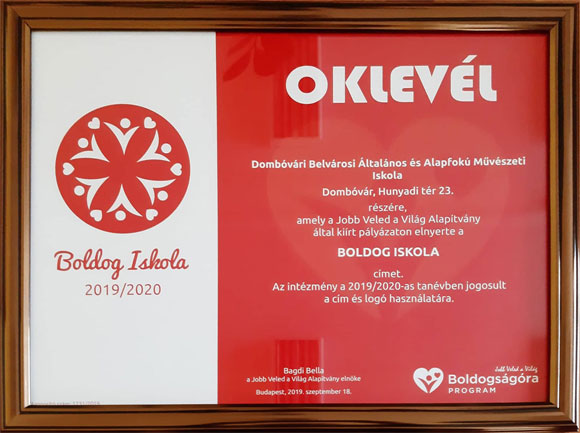 OKLEVÉL
Dombóvári Belvárosi Általános és Alapfokú Művészeti
Iskola
Dombóvár, Hunyadi tér 23.
részére,
amely a Jobb Veled a Világ Alapítvány
által kiírt pályázaton elnyerte a
BOLDOG ISKOLA
címet.
Az intézmény a 2019/2020-as tanévben jogosult
a cím és logó használatára.
Boldog Iskola
2019/2020
Bagdi Bella
a Jobb Veled a Világ Alapítvány elnöke
Budapest, 2019. szeptember 18.
Jobb Veled a Világ
Boldogságóra
PROGRAM